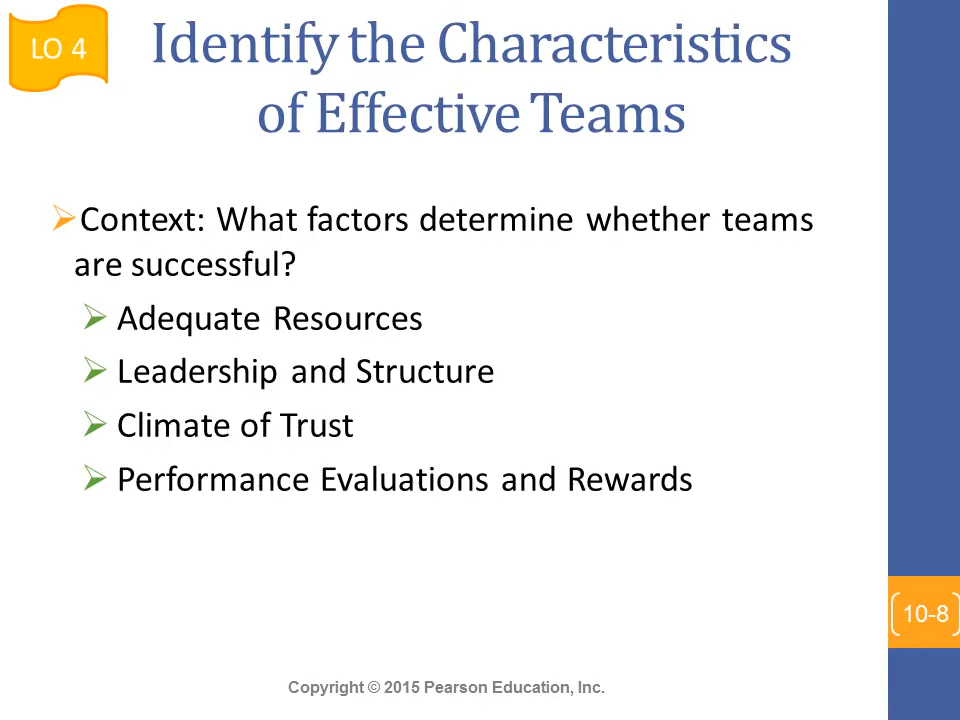 LO 4
Identify the Characteristics
of Effective Teams
Context: What factors determine whether teams
are successful?
Adequate Resources
Leadership and Structure
Climate of Trust
Performance Evaluations and Rewards
10-8
Copyright © 2015 Pearson Education, Inc.